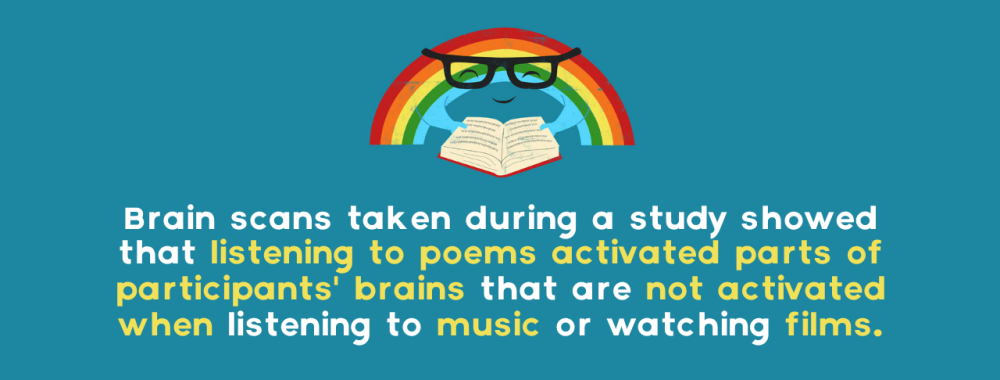 Brain scans taken during a study showed
that listening to poems activated parts of
participants' brains that are not activated
when listening to music or watching films.